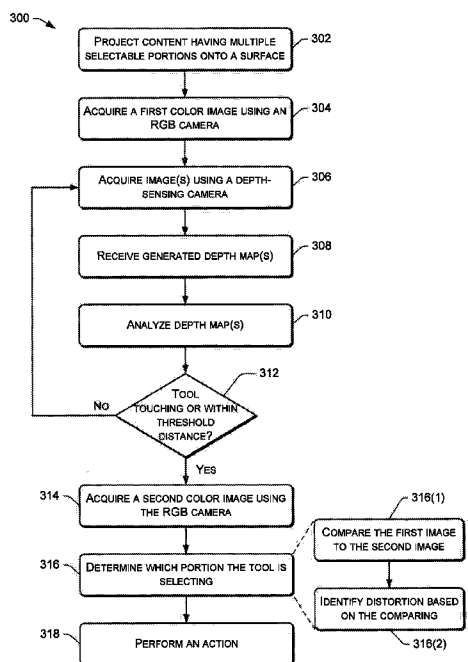 300
PROJECT CONTENT HAVING MULTIPLE
SELECTABLE PORTIONS ONTO A SURFACE
302
ACQUIRE A FIRST COLOR IMAGE USING AN
RGB CAMERA
304
ACQUIRE IMAGE(S) USING A DEPTH-
SENSING CAMERA
306
RECEIVE GENERATED DEPTH MAP(S)
308
ANALYZE DEPTH MAP(S)
310
312
TOOL
TOUCHING OR WITHIN
THRESHOLD
DISTANCE?
NO
YES
314
ACQUIRE A SECOND COLOR IMAGE USING
THE RGB CAMERA
316
DETERMINE WHICH PORTION THE TOOL IS
SELECTING
316(1)
COMPARE THE FIRST IMAGE
TO THE SECOND IMAGE
IDENTIFY DISTORTION BASED
ON THE COMPARING
316(2)
318
PERFORM AN ACTION